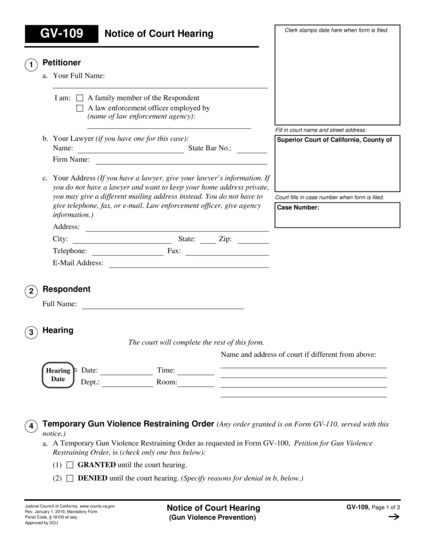 GV-109
Notice of Court Hearing
Clerk stamps date here when form is filed.
1
Petitioner
a. Your Full Name:
I am:
A family member of the Respondent
A law enforcement officer employed by
(name of law enforcement agency):
b. Your Lawyer (if you have one for this case):
Name: State Bar No.:
Firm Name:
Fill in court name and street address:
Superior Court of California, County of
c. Your Address (If you have a lawyer, give your lawyer's information. If
you do not have a lawyer and want to keep your home address private,
you may give a different mailing address instead. You do not have to
give telephone, fax, or e-mail. Law enforcement officer, give agency
information.)
Court fills in case number when form is filed.
Case Number:
Address:
City: State: Zip:
Telephone: Fax:
E-Mail Address:
2
Respondent
Full Name:
3
Hearing
The court will complete the rest of this form.
Name and address of court if different from above:
Hearing
Date
Date: Time:
Dept.: Room:
4
Temporary Gun Violence Restraining Order (Any order granted is on Form GV-110, served with this
notice.)
a. A Temporary Gun Violence Restraining Order as requested in Form GV-100, Petition for Gun Violence
Restraining Order, is (check only one box below):
(1) GRANTED until the court hearing.
(2) DENIED until the court hearing. (Specify reasons for denial in b, below.)
Judicial Council of California, www.courts.ca.gov
Rev. January 1, 2019, Mandatory Form
Penal Code, § 18100 et seq.
Approved by DOJ
Notice of Court Hearing
(Gun Violence Prevention)
GV-109, Page 1 of 3